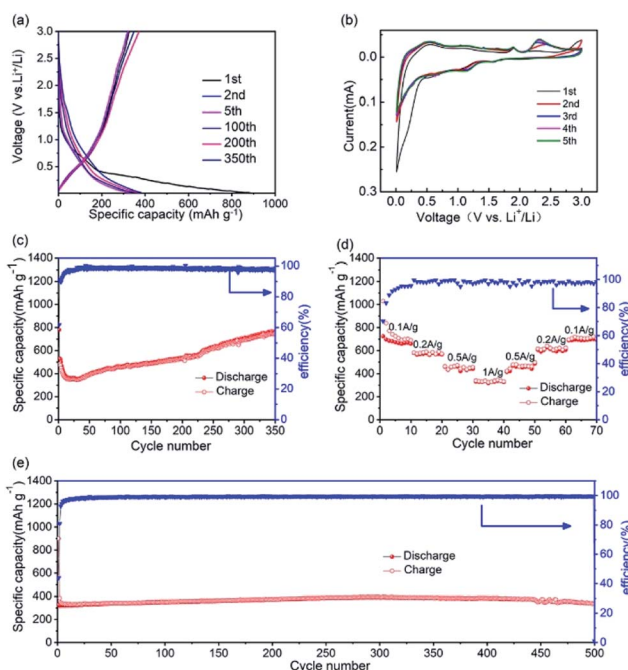 (a)
Voltage (V vs.Li+/Li)
3.0
2.5
2.0
1.5
1.0
0.5
1st
2nd
5th
100th
200th
350th
0 200 400 600 800 1000
Specific capacity (mAh g-1)
(b)
Current(mA)
0.0
0.1
0.2
0.3
1st
2nd
3rd
4th
5th
0.0 0.5 1.0 1.5 2.0 2.5 3.0
Voltage (V vs. Li+/Li)
(c)
Specific capacity(mAh g-1)
1400
1200
1000
800
600
400
200
0
Discharge
Charge
100
80
60
40
20
0
efficiency(%)
0 50 100 150 200 250 300 350
Cycle number
(d)
Specific capacity(mAh g-1)
1400
1200
1000
800
600
400
200
0
0.1A/g
0.2A/g
0.5A/g
1A/g
0.5A/g
0.2A/g
0.1A/g
Discharge
Charge
100
80
60
40
20
0
efficiency(%)
0 10 20 30 40 50 60 70
Cycle number
(e)
Specific capacity(mAh g-1)
1400
1200
1000
800
600
400
200
0
Discharge
Charge
100
80
60
40
20
0
efficiency(%)
0 50 100 150 200 250 300 350 400 450 500
Cycle number